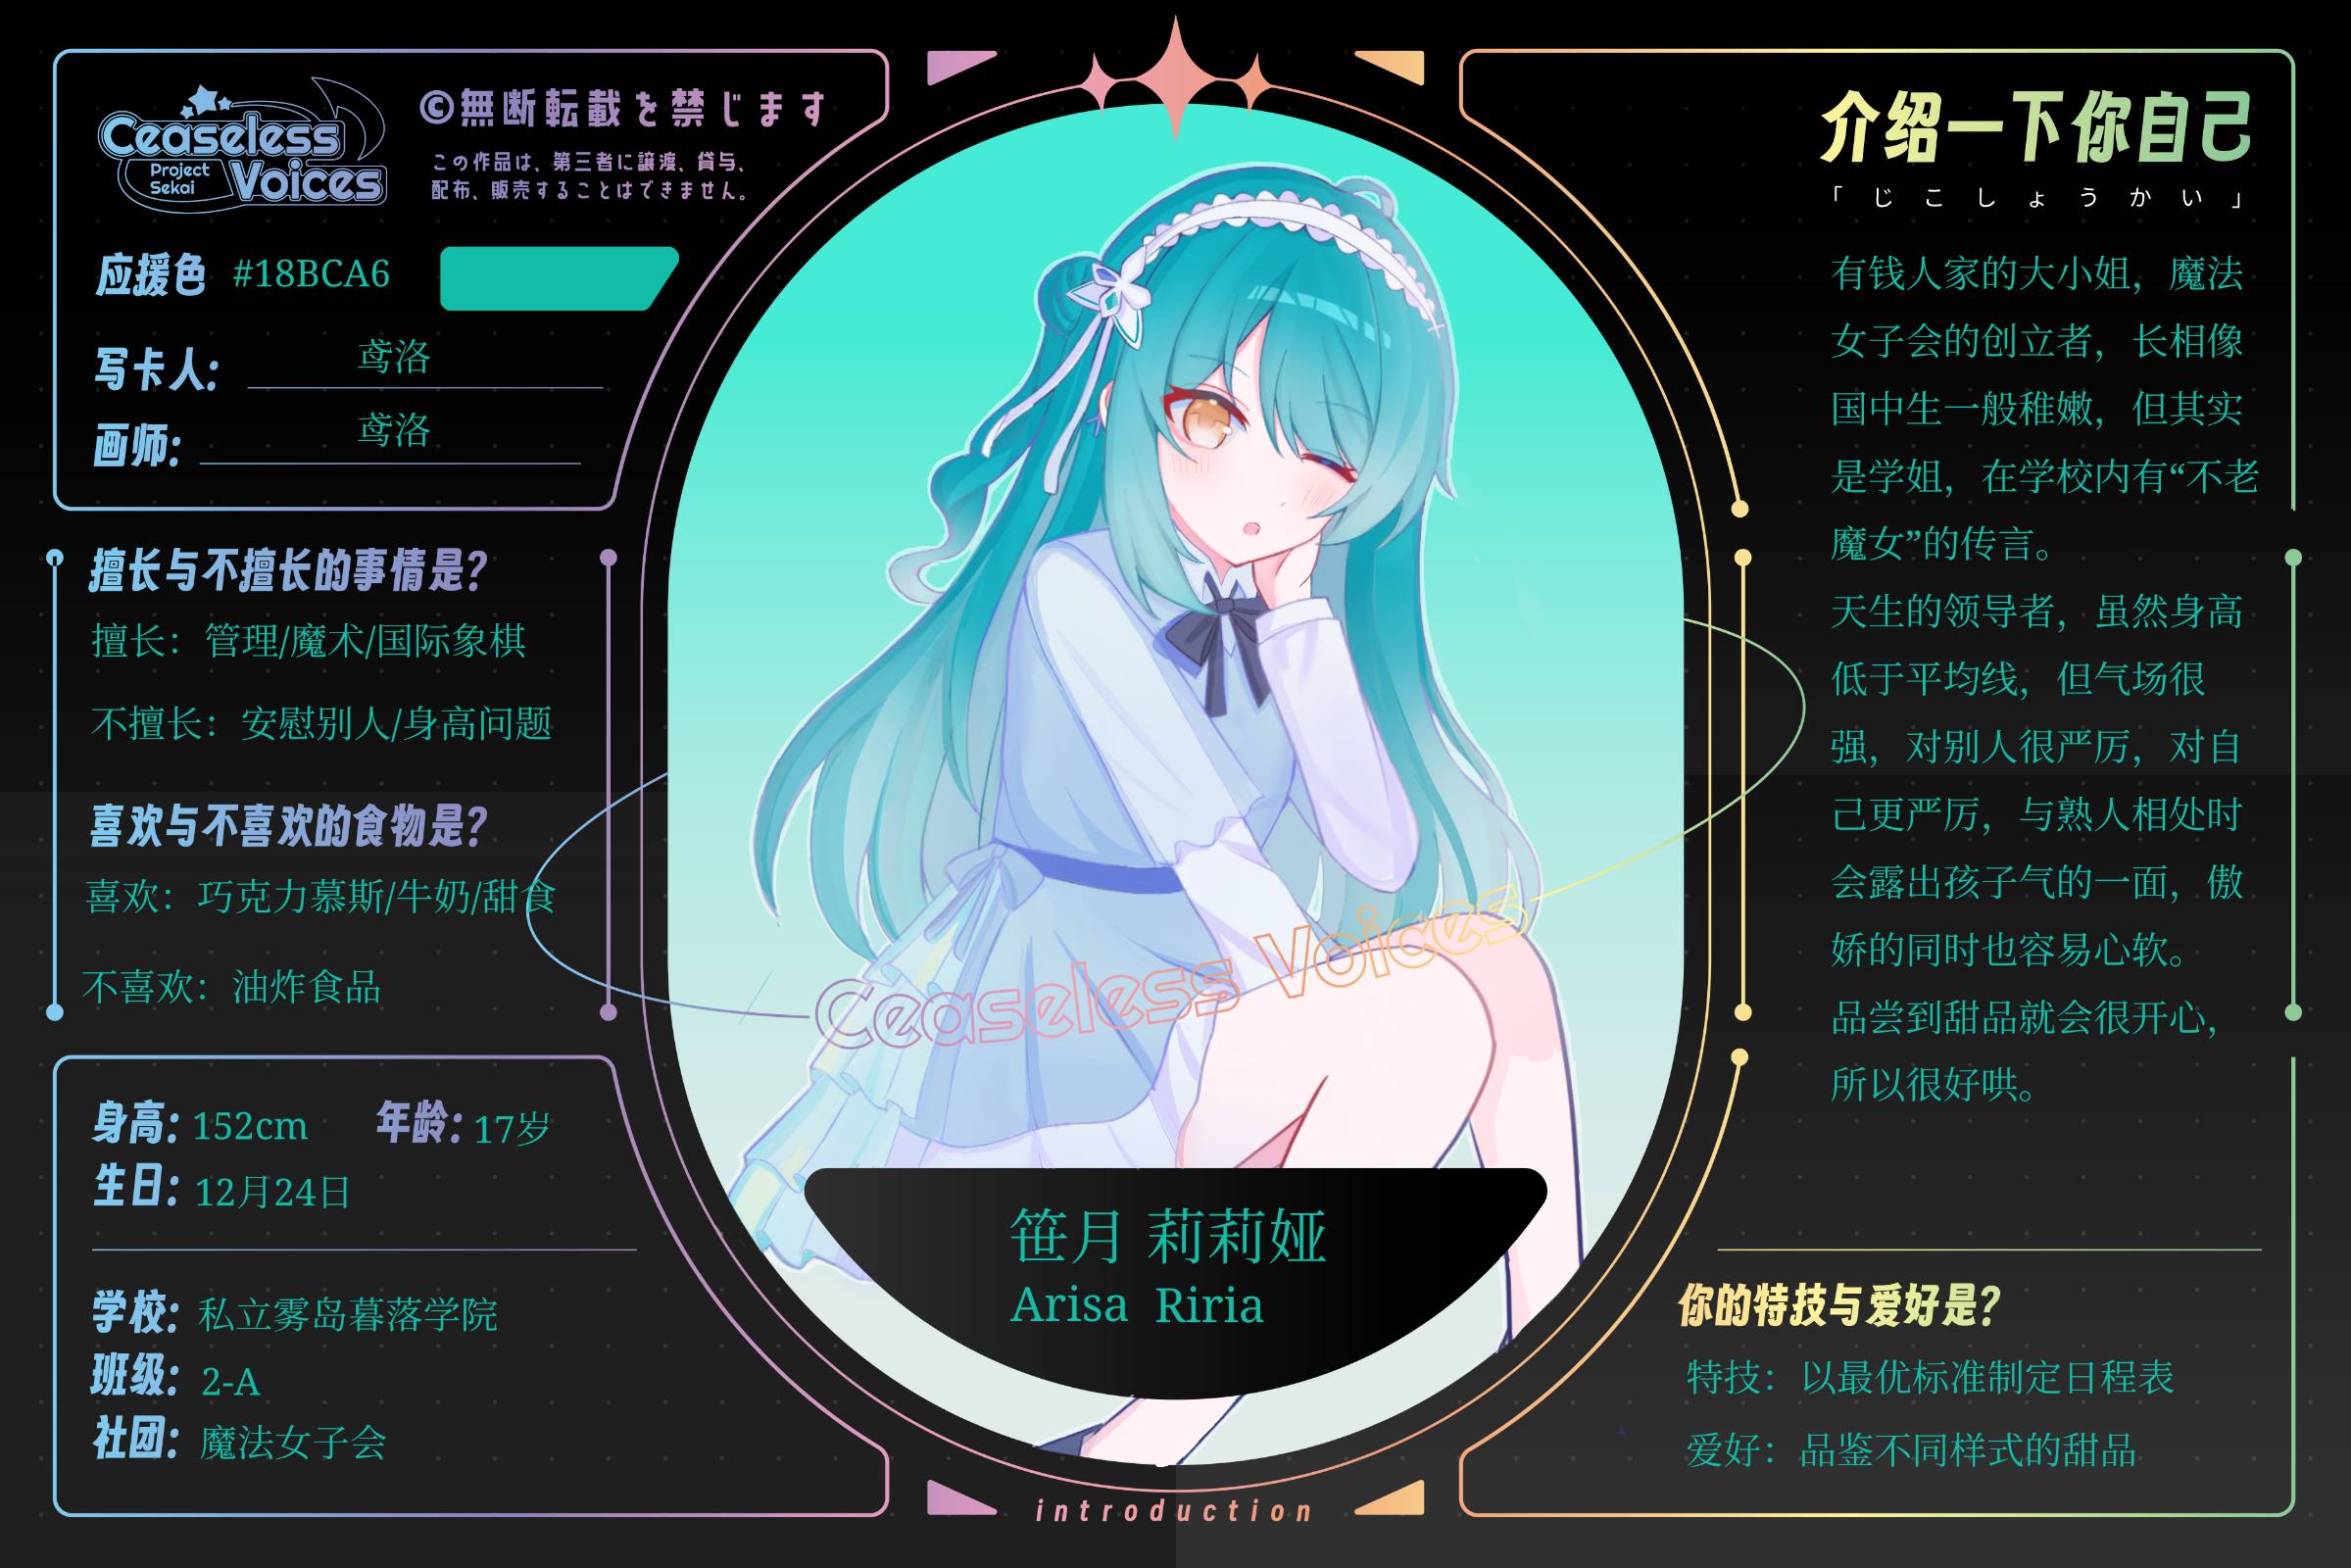 Ceaseless
Project
Sekai
Voices
©無断転載を禁じます
この作品は、第三者に譲渡、貸与、
配布、販売することはできません。
应援色 #18BCA6
写卡人: 鸢洛
画师: 鸢洛
擅长与不擅长的事情是?
擅长：管理/魔术/国际象棋
不擅长：安慰别人/身高问题
喜欢与不喜欢的食物是?
喜欢：巧克力慕斯/牛奶/甜食
不喜欢：油炸食品
身高: 152cm 年龄: 17岁
生日: 12月24日
学校: 私立雾岛暮落学院
班级: 2-A
社团: 魔法女子会
Ceaseless Voices
笹月 莉莉娅
Arisa Riria
introduction
介绍一下你自己
「じこしょうかい」
有钱人家的大小姐，魔法
女子会的创立者，长相像
国中生一般稚嫩，但其实
是学姐，在学校内有“不老
魔女”的传言。
天生的领导者，虽然身高
低于平均线，但气场很
强，对别人很严厉，对自
己更严厉，与熟人相处时
会露出孩子气的一面，傲
娇的同时也容易心软。
品尝到甜品就会很开心，
所以很好哄。
你的特技与爱好是?
特技：以最优标准制定日程表
爱好：品鉴不同样式的甜品